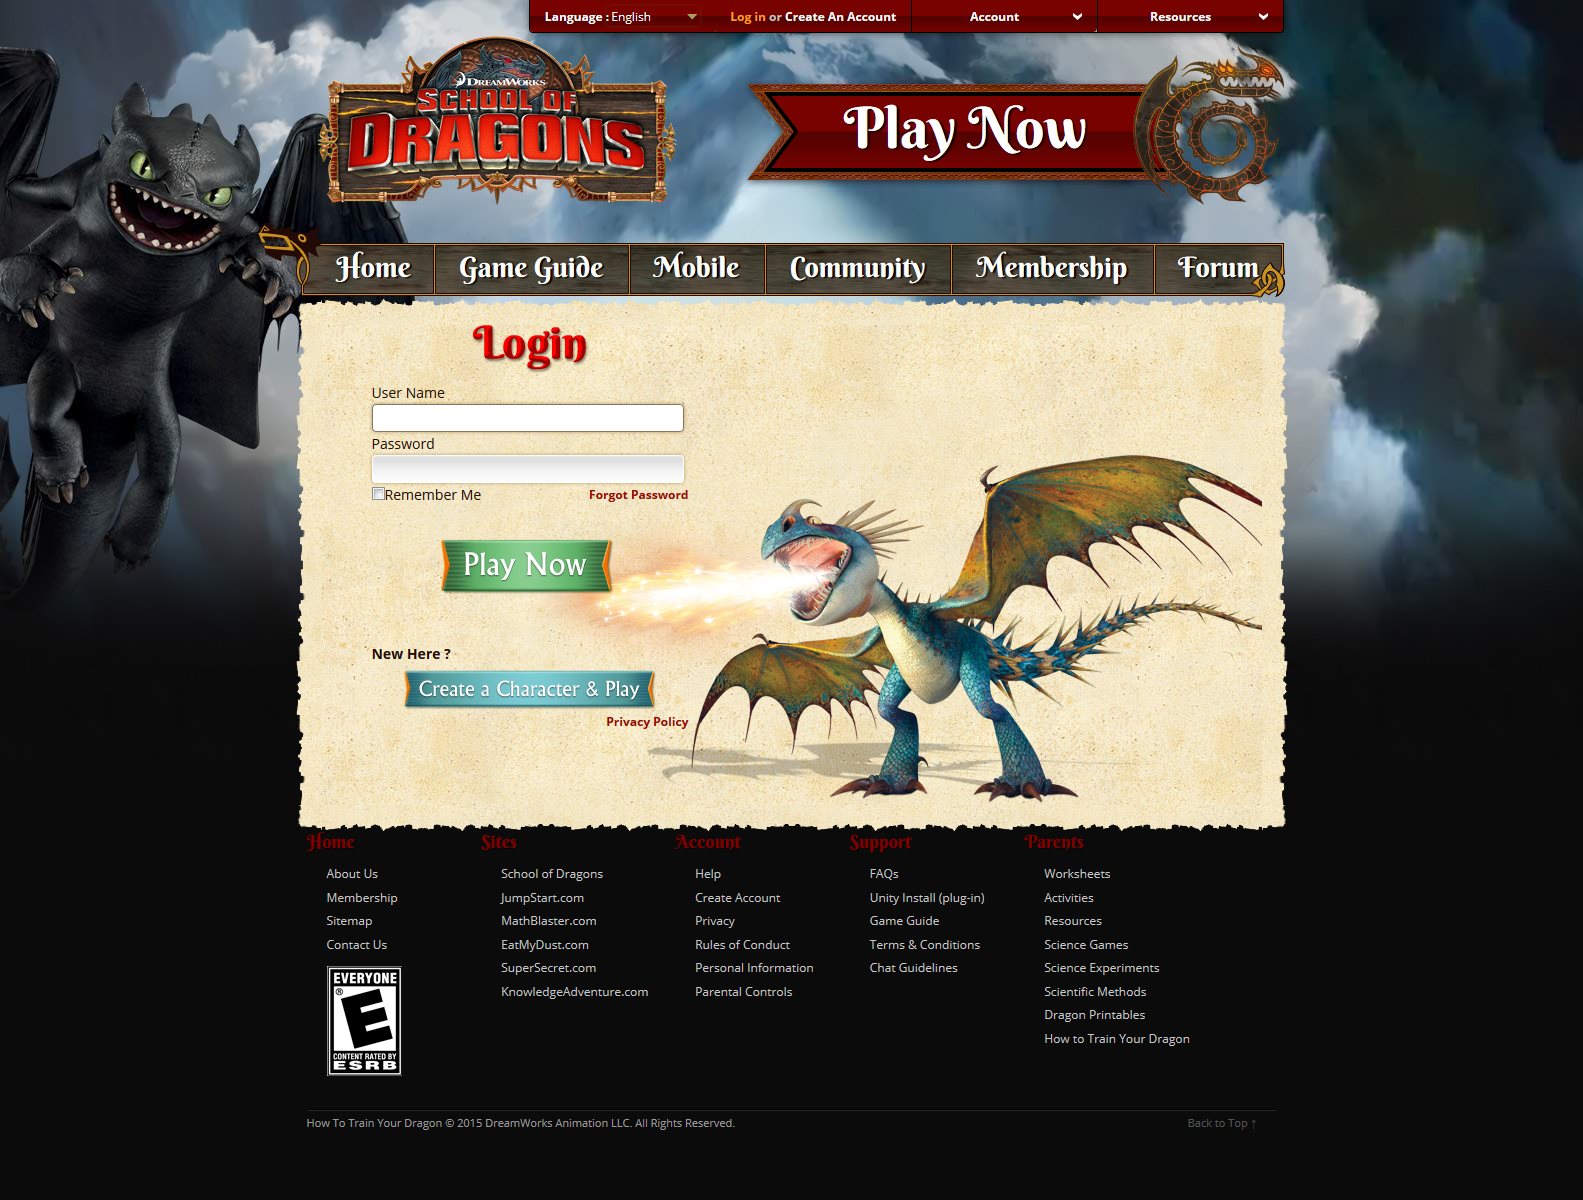 Language : English
Log in or Create An Account
Account
Resources
DREAMWORKS
SCHOOL OF
DRAGONS
Play Now
Home
Game Guide
Mobile
Community
Membership
Forum
Login
User Name
Password
Remember Me
Forgot Password
Play Now
New Here ?
Create a Character & Play
Privacy Policy
Home
About Us
Membership
Sitemap
Contact Us
EVERYONE
®
E
CONTENT RATED BY
ESRB
Sites
School of Dragons
JumpStart.com
MathBlaster.com
EatMyDust.com
SuperSecret.com
KnowledgeAdventure.com
Account
Help
Create Account
Privacy
Rules of Conduct
Personal Information
Parental Controls
Support
FAQs
Unity Install (plug-in)
Game Guide
Terms & Conditions
Chat Guidelines
Parents
Worksheets
Activities
Resources
Science Games
Science Experiments
Scientific Methods
Dragon Printables
How to Train Your Dragon
How To Train Your Dragon © 2015 DreamWorks Animation LLC. All Rights Reserved.
Back to Top ↑